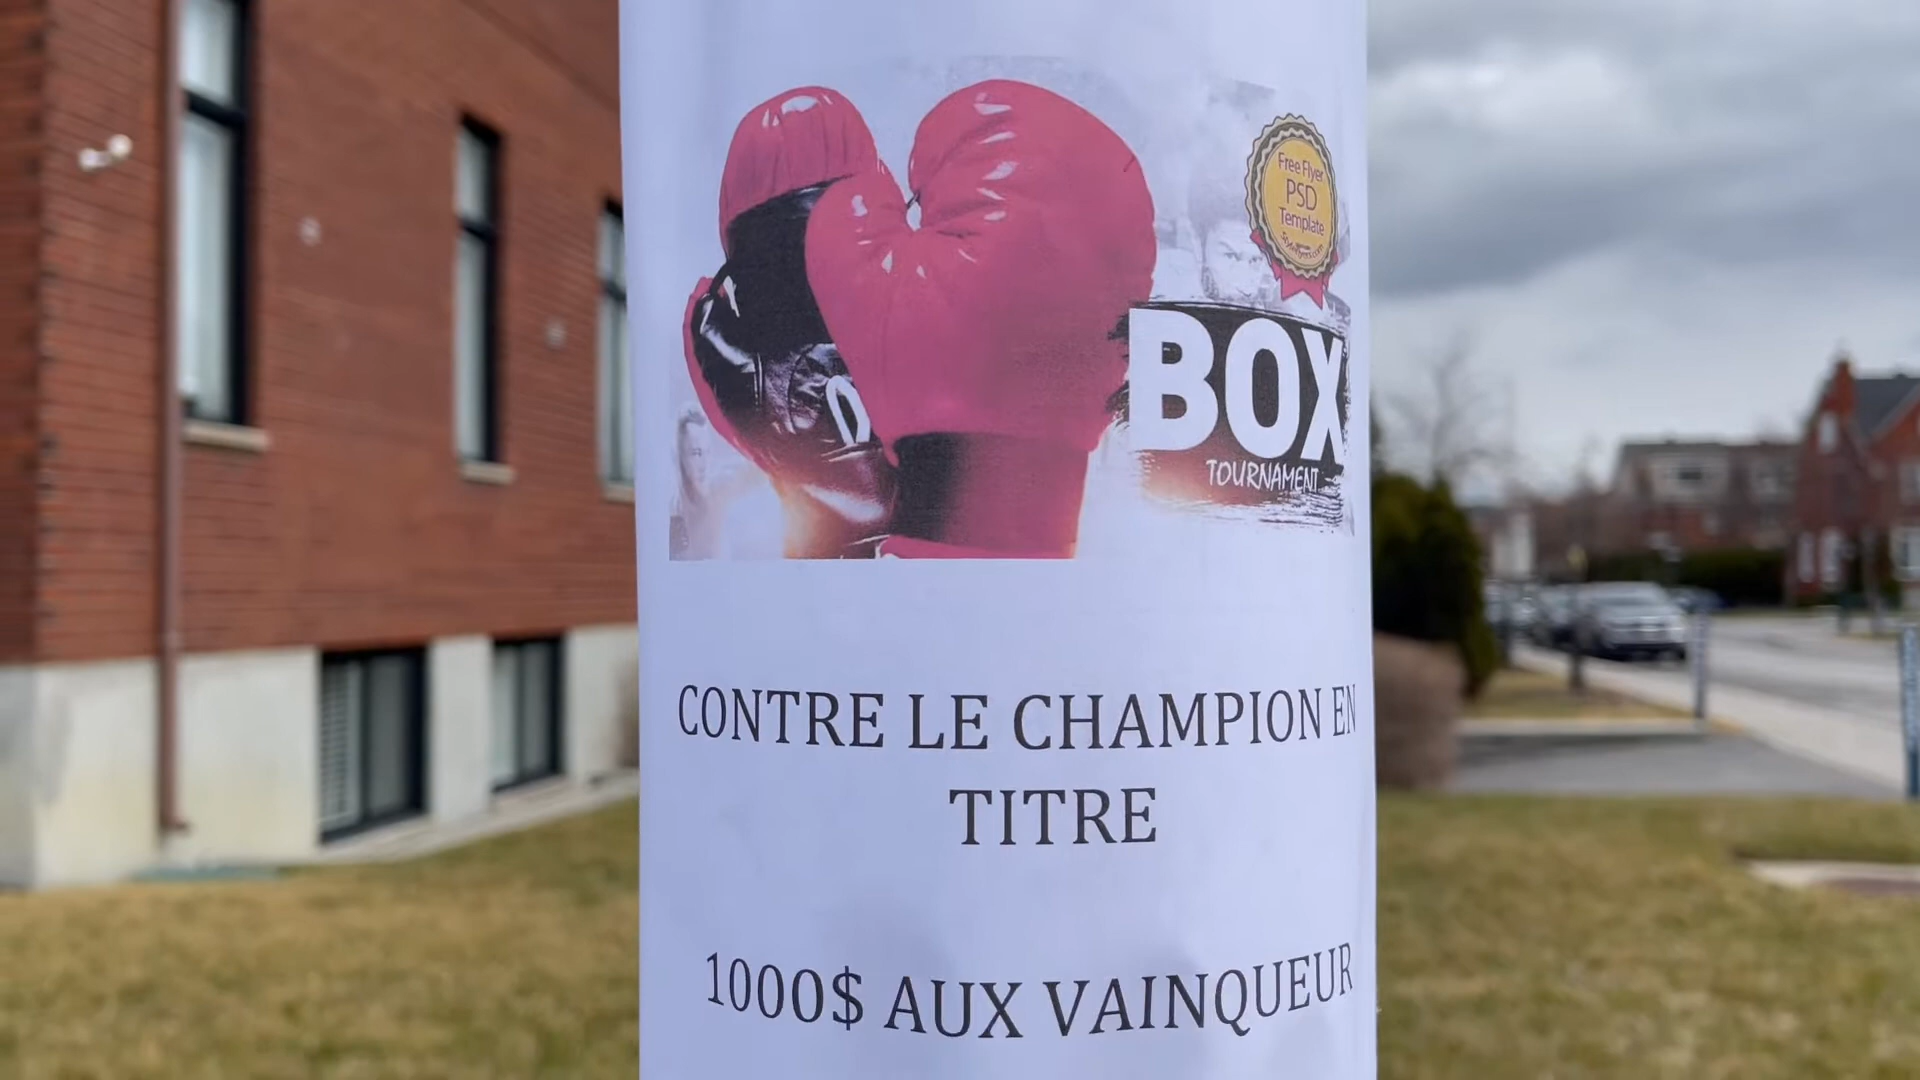 Free Flyer
PSD
Template
BOX
TOURNAMENT
CONTRE LE CHAMPION EN
TITRE
1000$ AUX VAINQUEUR